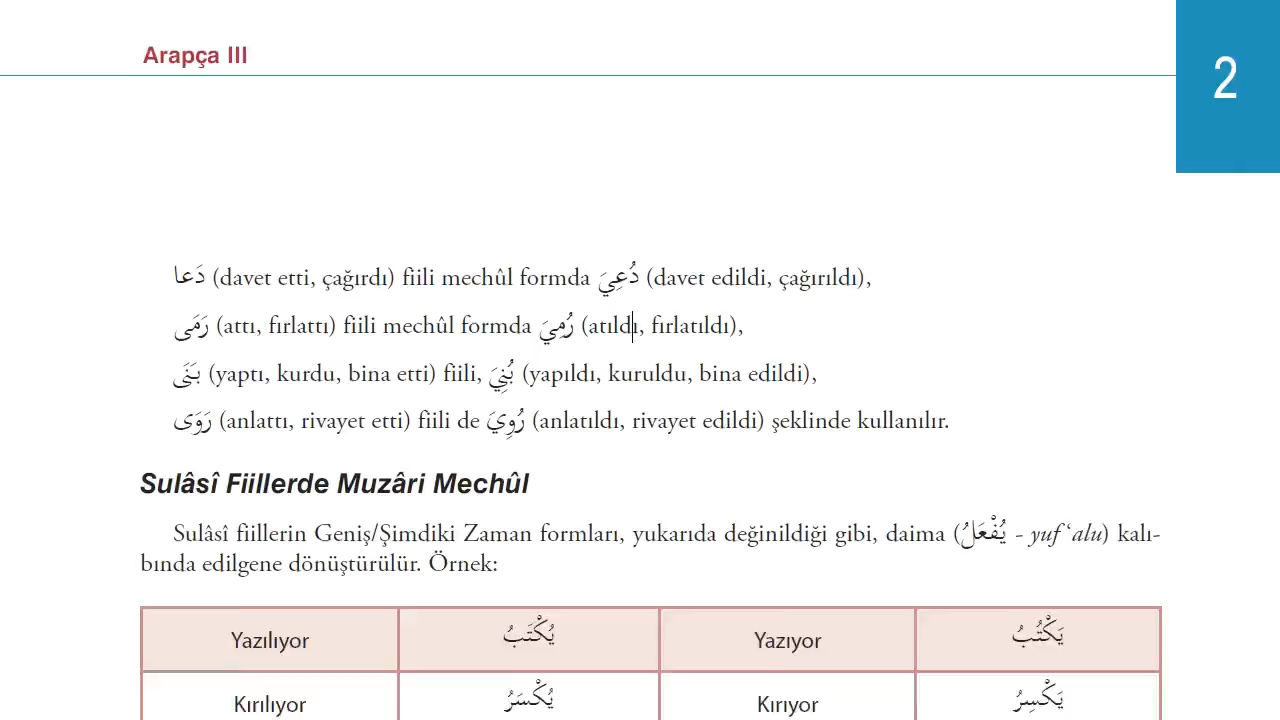 Arapça III
2
دَعا (davet etti, çağırdı) fiili mechûl formda دُعِيَ (davet edildi, çağırıldı),
رَمَى (attı, fırlattı) fiili mechûl formda رُمِيَ (atıldı, fırlatıldı),
بَنَى (yaptı, kurdu, bina etti) fiili, بُنِيَ (yapıldı, kuruldu, bina edildi),
رَوَى (anlattı, rivayet etti) fiili de رُوِيَ (anlatıldı, rivayet edildi) şeklinde kullanılır.
Sulâsî Fiillerde Muzâri Mechûl
Sulâsî fiillerin Geniş/Şimdiki Zaman formları, yukarıda değinildiği gibi, daima (يُفْعَلُ - yufʿalu) kalı-
bında edilgene dönüştürülür. Örnek:
Yazılıyor يُكْتَبُ Yazıyor يَكْتُبُ
Kırılıyor يُكْسَرُ Kırıyor يَكْسِرُ